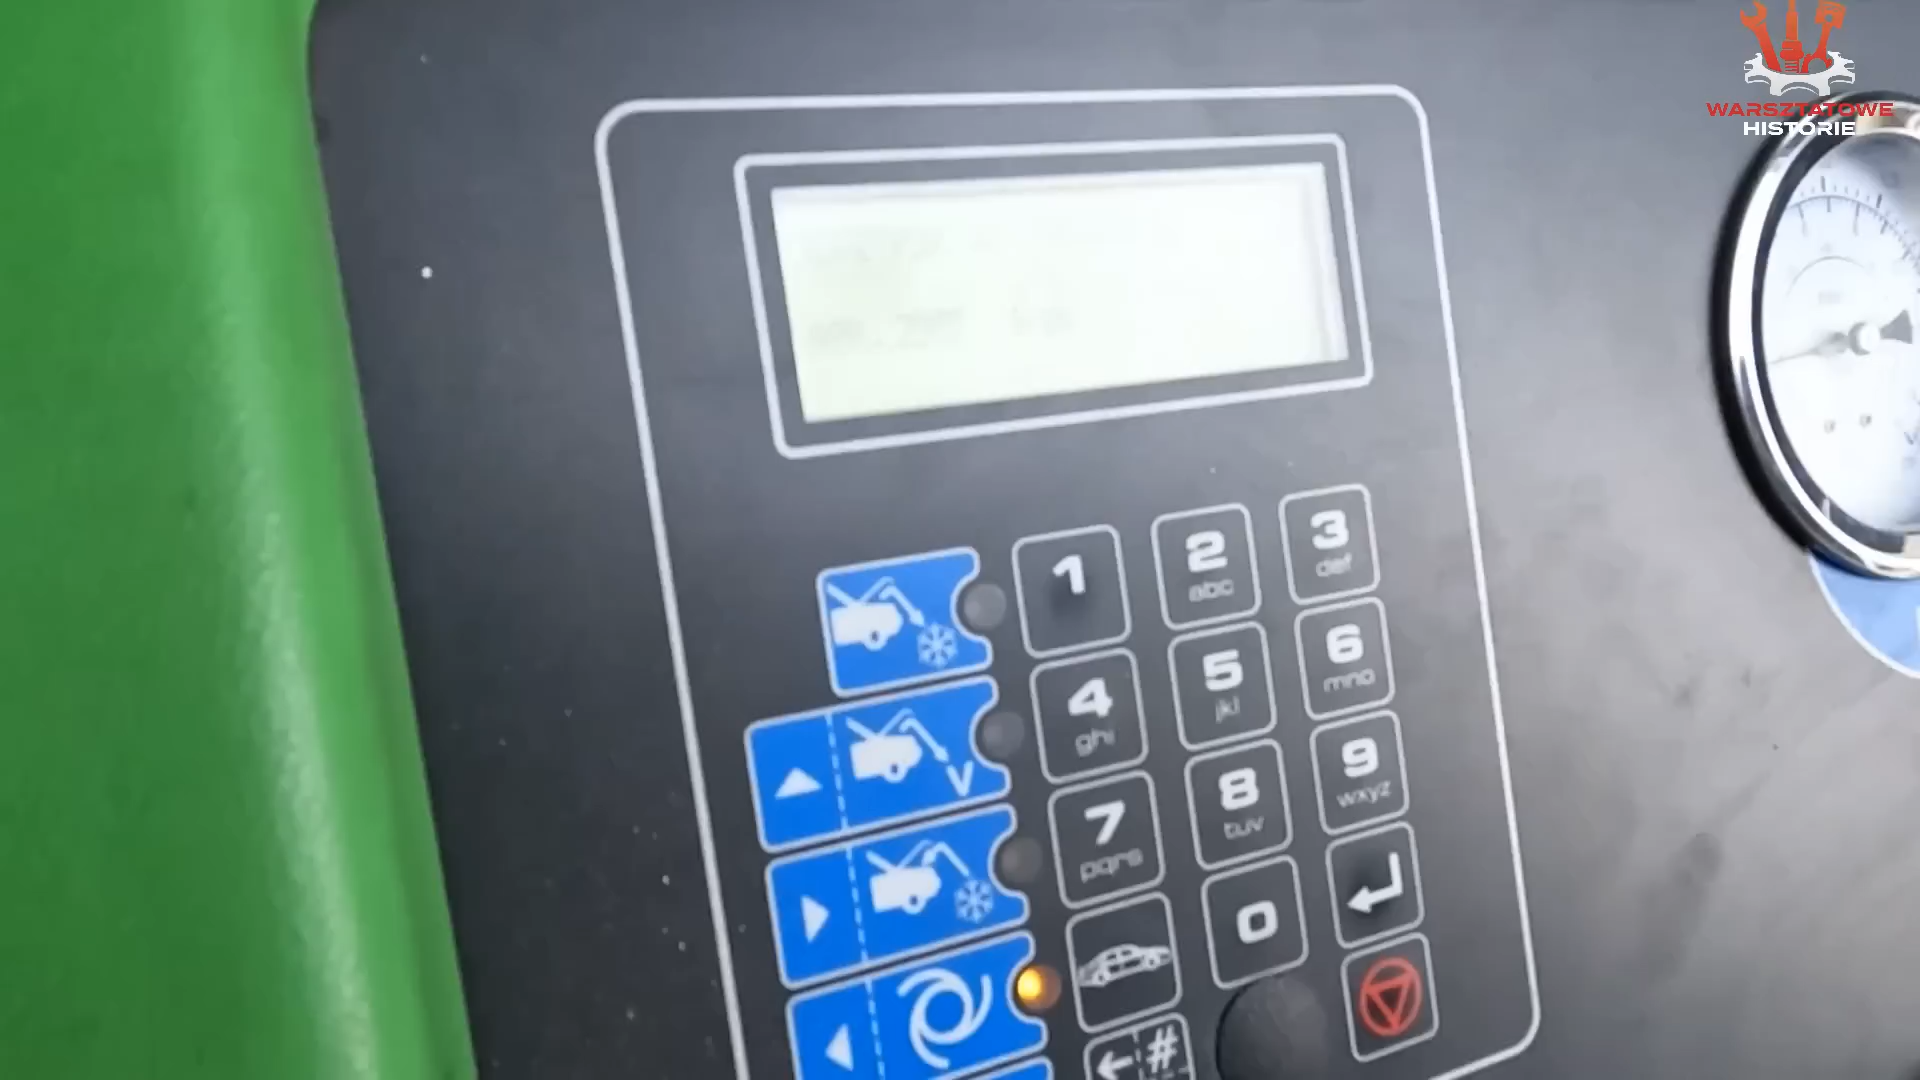 WARSZTATOWE
HISTORIE
1
2
abc
3
def
4
ghi
5
jkl
6
mno
7
pqrs
8
tuv
9
wxyz
0
V
←
#